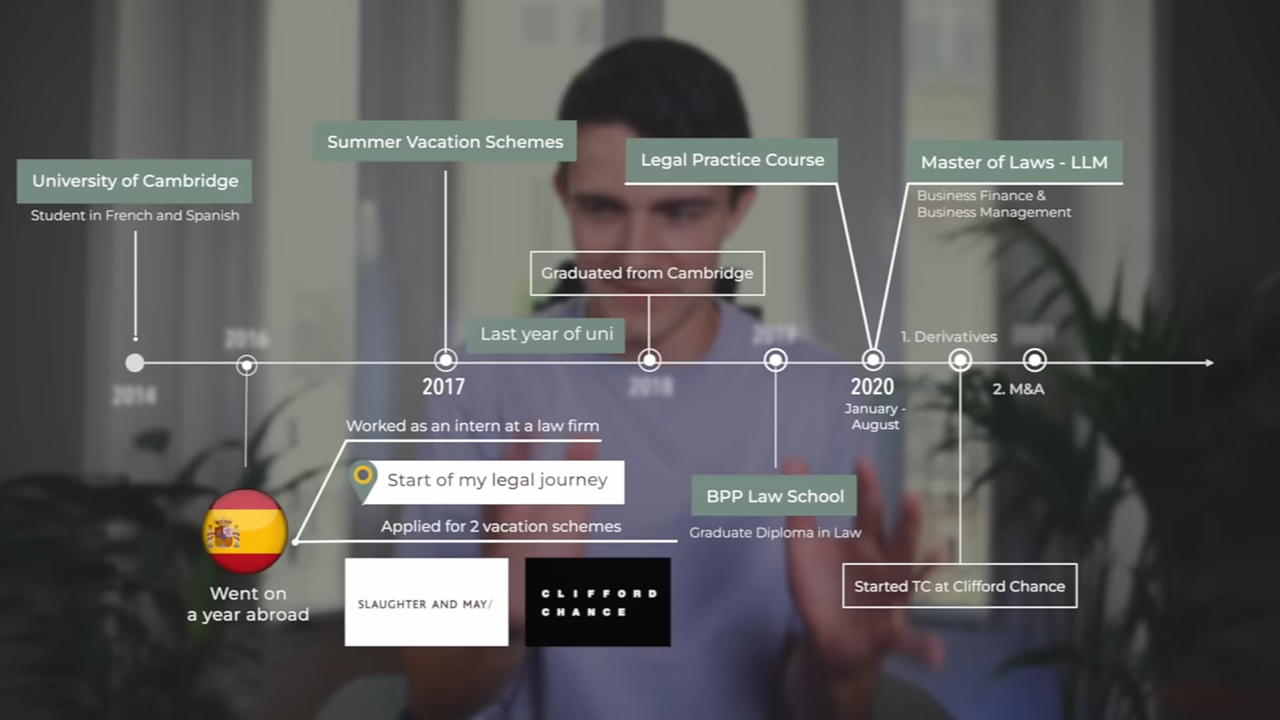 Summer Vacation Schemes
Legal Practice Course
Master of Laws - LLM
University of Cambridge
Student in French and Spanish
Business Finance &
Business Management
Graduated from Cambridge
Last year of uni
1. Derivatives
2016
2019
2014
2017
2018
2020
2. M&A
January -
August
Worked as an intern at a law firm
Start of my legal journey
BPP Law School
Graduate Diploma in Law
Applied for 2 vacation schemes
Went on
a year abroad
SLAUGHTER AND MAY/
CLIFFORD
CHANCE
Started TC at Clifford Chance